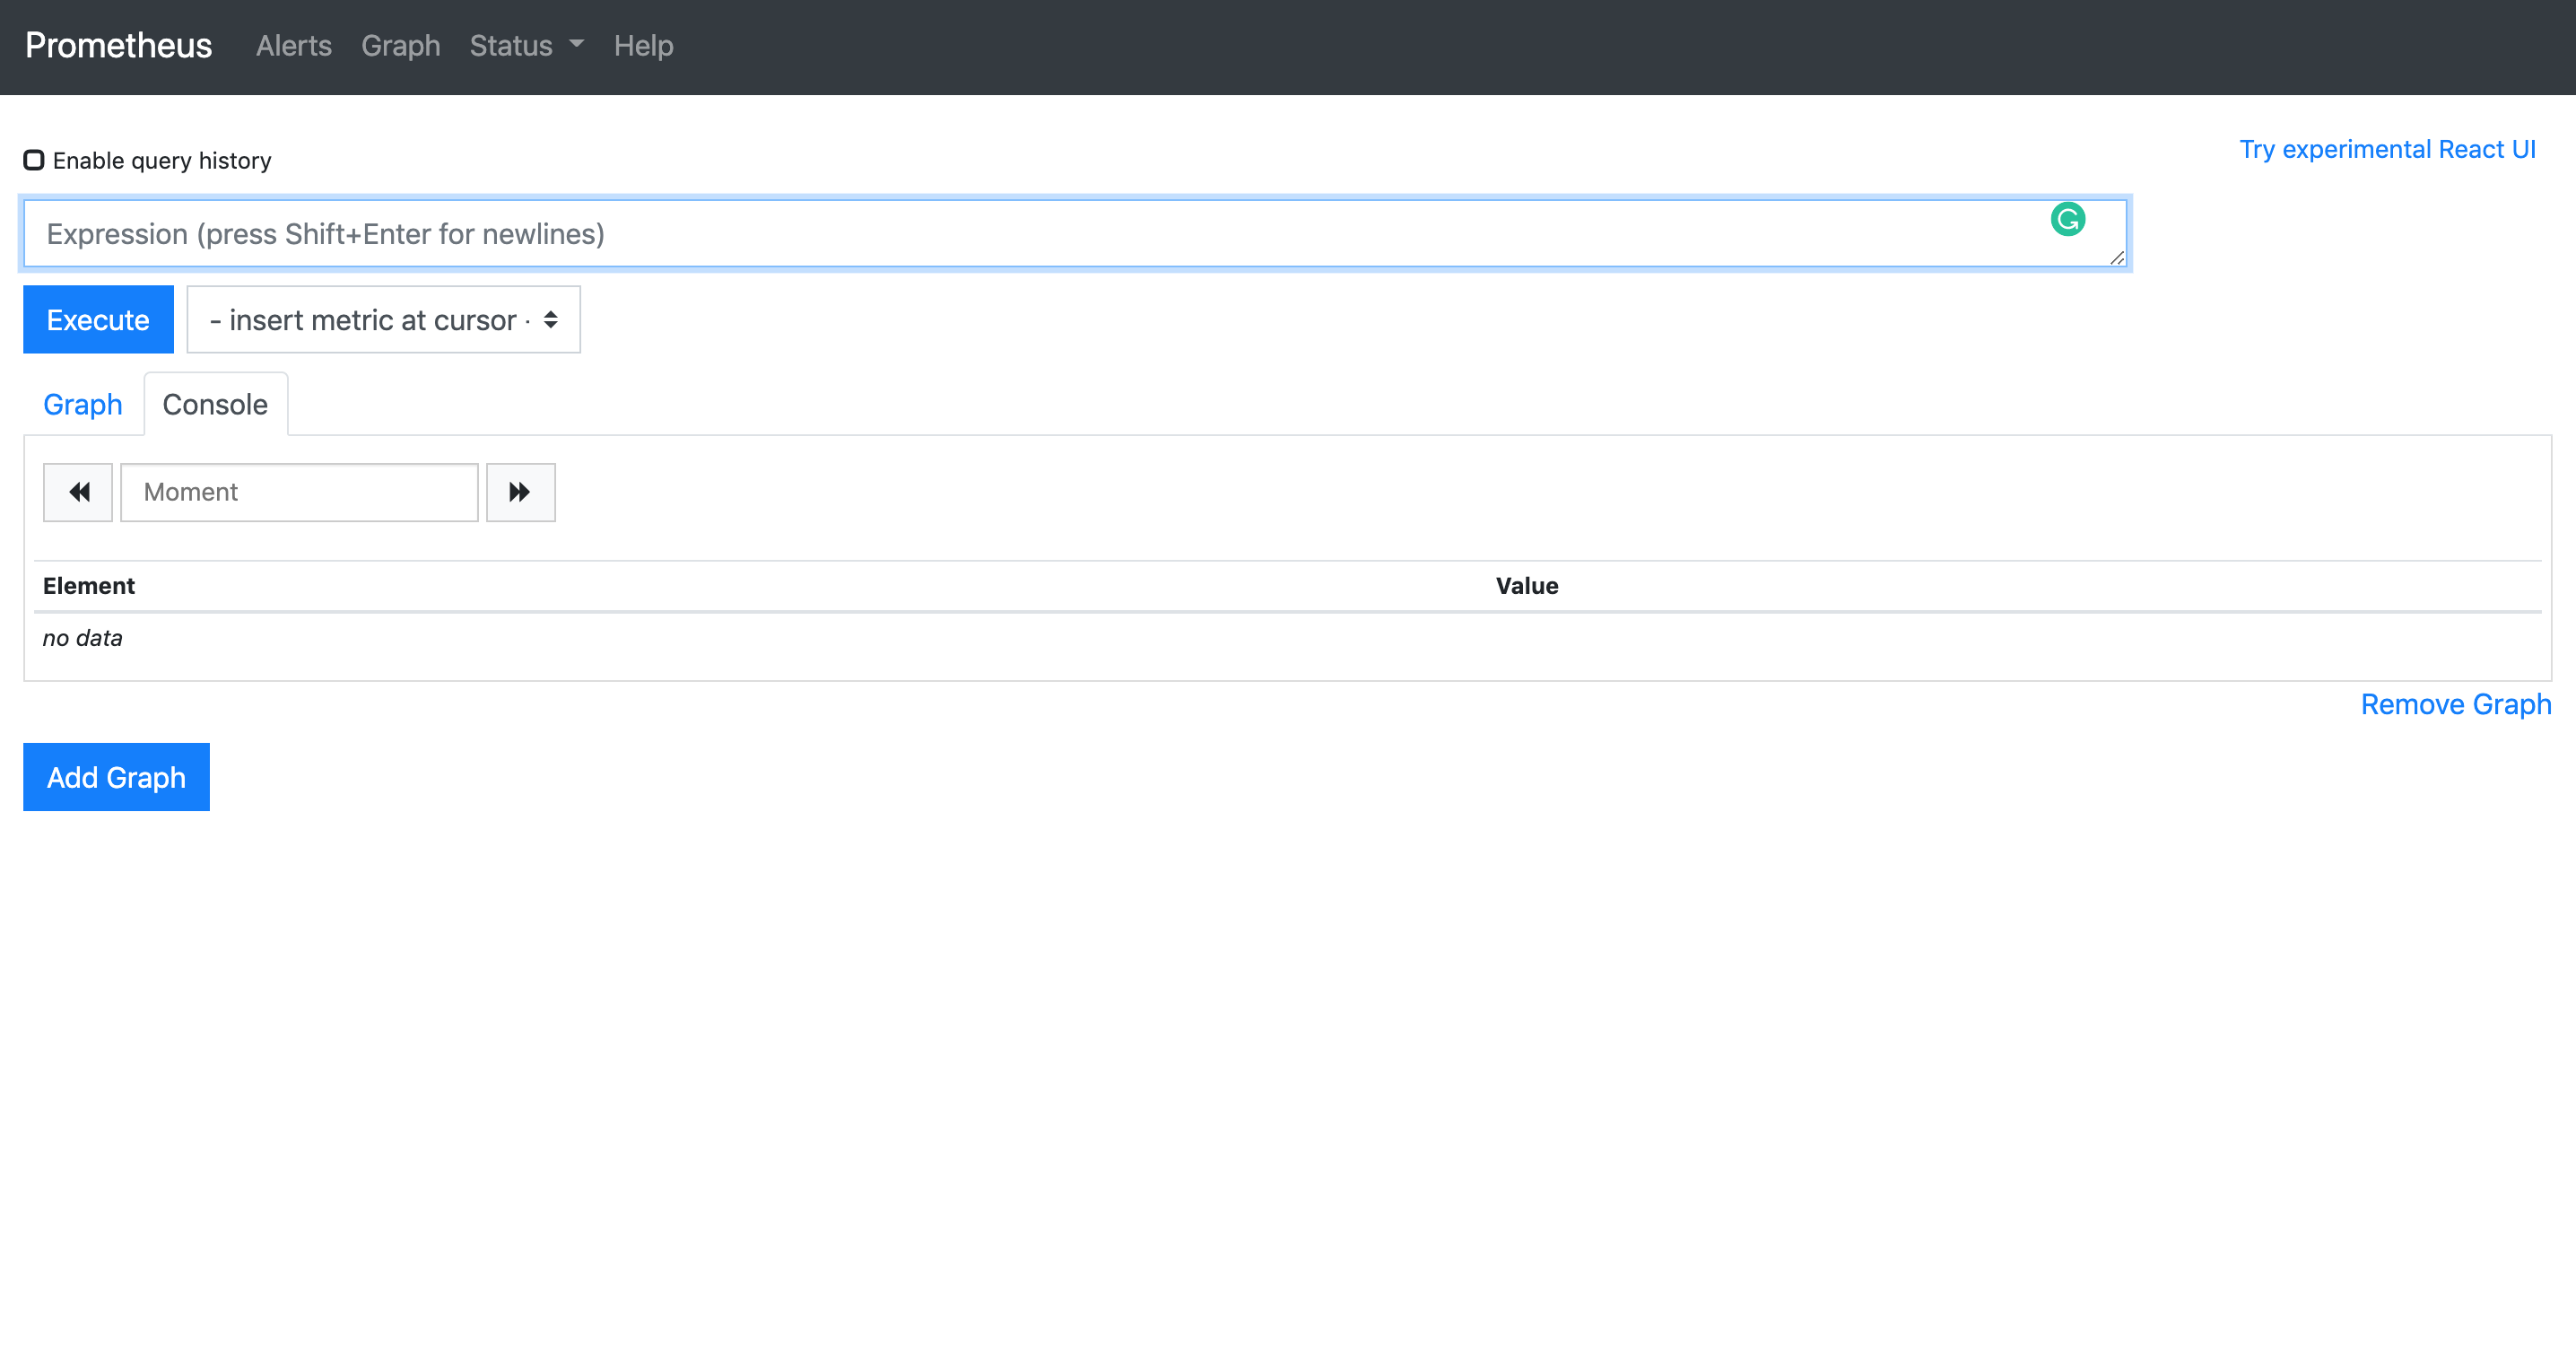 Prometheus Alerts Graph Status Help
Enable query history
Try experimental React UI
Expression (press Shift+Enter for newlines)
Execute - insert metric at cursor -
Graph Console
Moment
Element Value
no data
Remove Graph
Add Graph